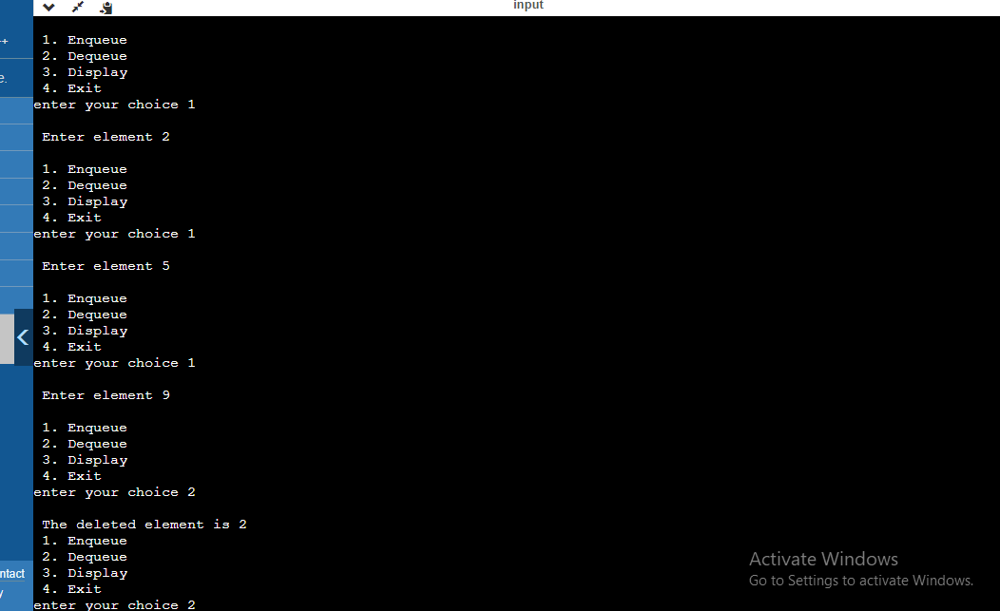 input
++
e.
1. Enqueue
2. Dequeue
3. Display
4. Exit
enter your choice 1
Enter element 2
1. Enqueue
2. Dequeue
3. Display
4. Exit
enter your choice 1
Enter element 5
1. Enqueue
2. Dequeue
3. Display
4. Exit
enter your choice 1
Enter element 9
1. Enqueue
2. Dequeue
3. Display
4. Exit
enter your choice 2
The deleted element is 2
1. Enqueue
2. Dequeue
3. Display
4. Exit
enter your choice 2
ntact
y
Activate Windows
Go to Settings to activate Windows.